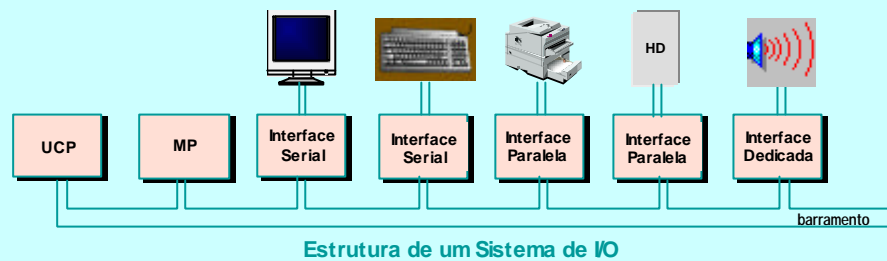 HD
UCP
MP
Interface
Serial
Interface
Serial
Interface
Paralela
Interface
Paralela
Interface
Dedicada
barramento
Estrutura de um Sistema de I/O